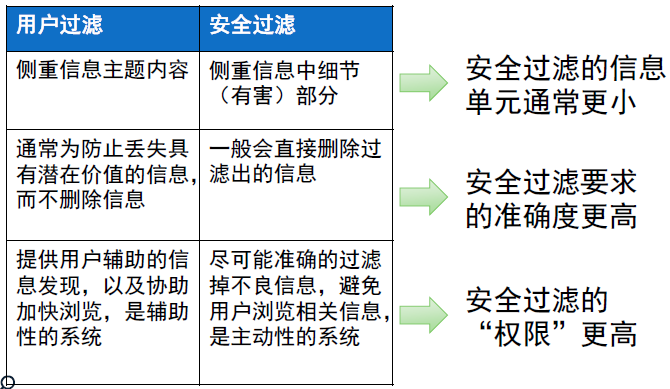 用户过滤
安全过滤
侧重信息主题内容
侧重信息中细节
（有害）部分
安全过滤的信息
单元通常更小
通常为防止丢失具
有潜在价值的信息，
而不删除信息
一般会直接删除过
滤出的信息
安全过滤要求
的准确度更高
提供用户辅助的信
息发现，以及协助
加快浏览，是辅助
性的系统
尽可能准确的过滤
掉不良信息，避免
用户浏览相关信息，
是主动性的系统
安全过滤的
“权限”更高